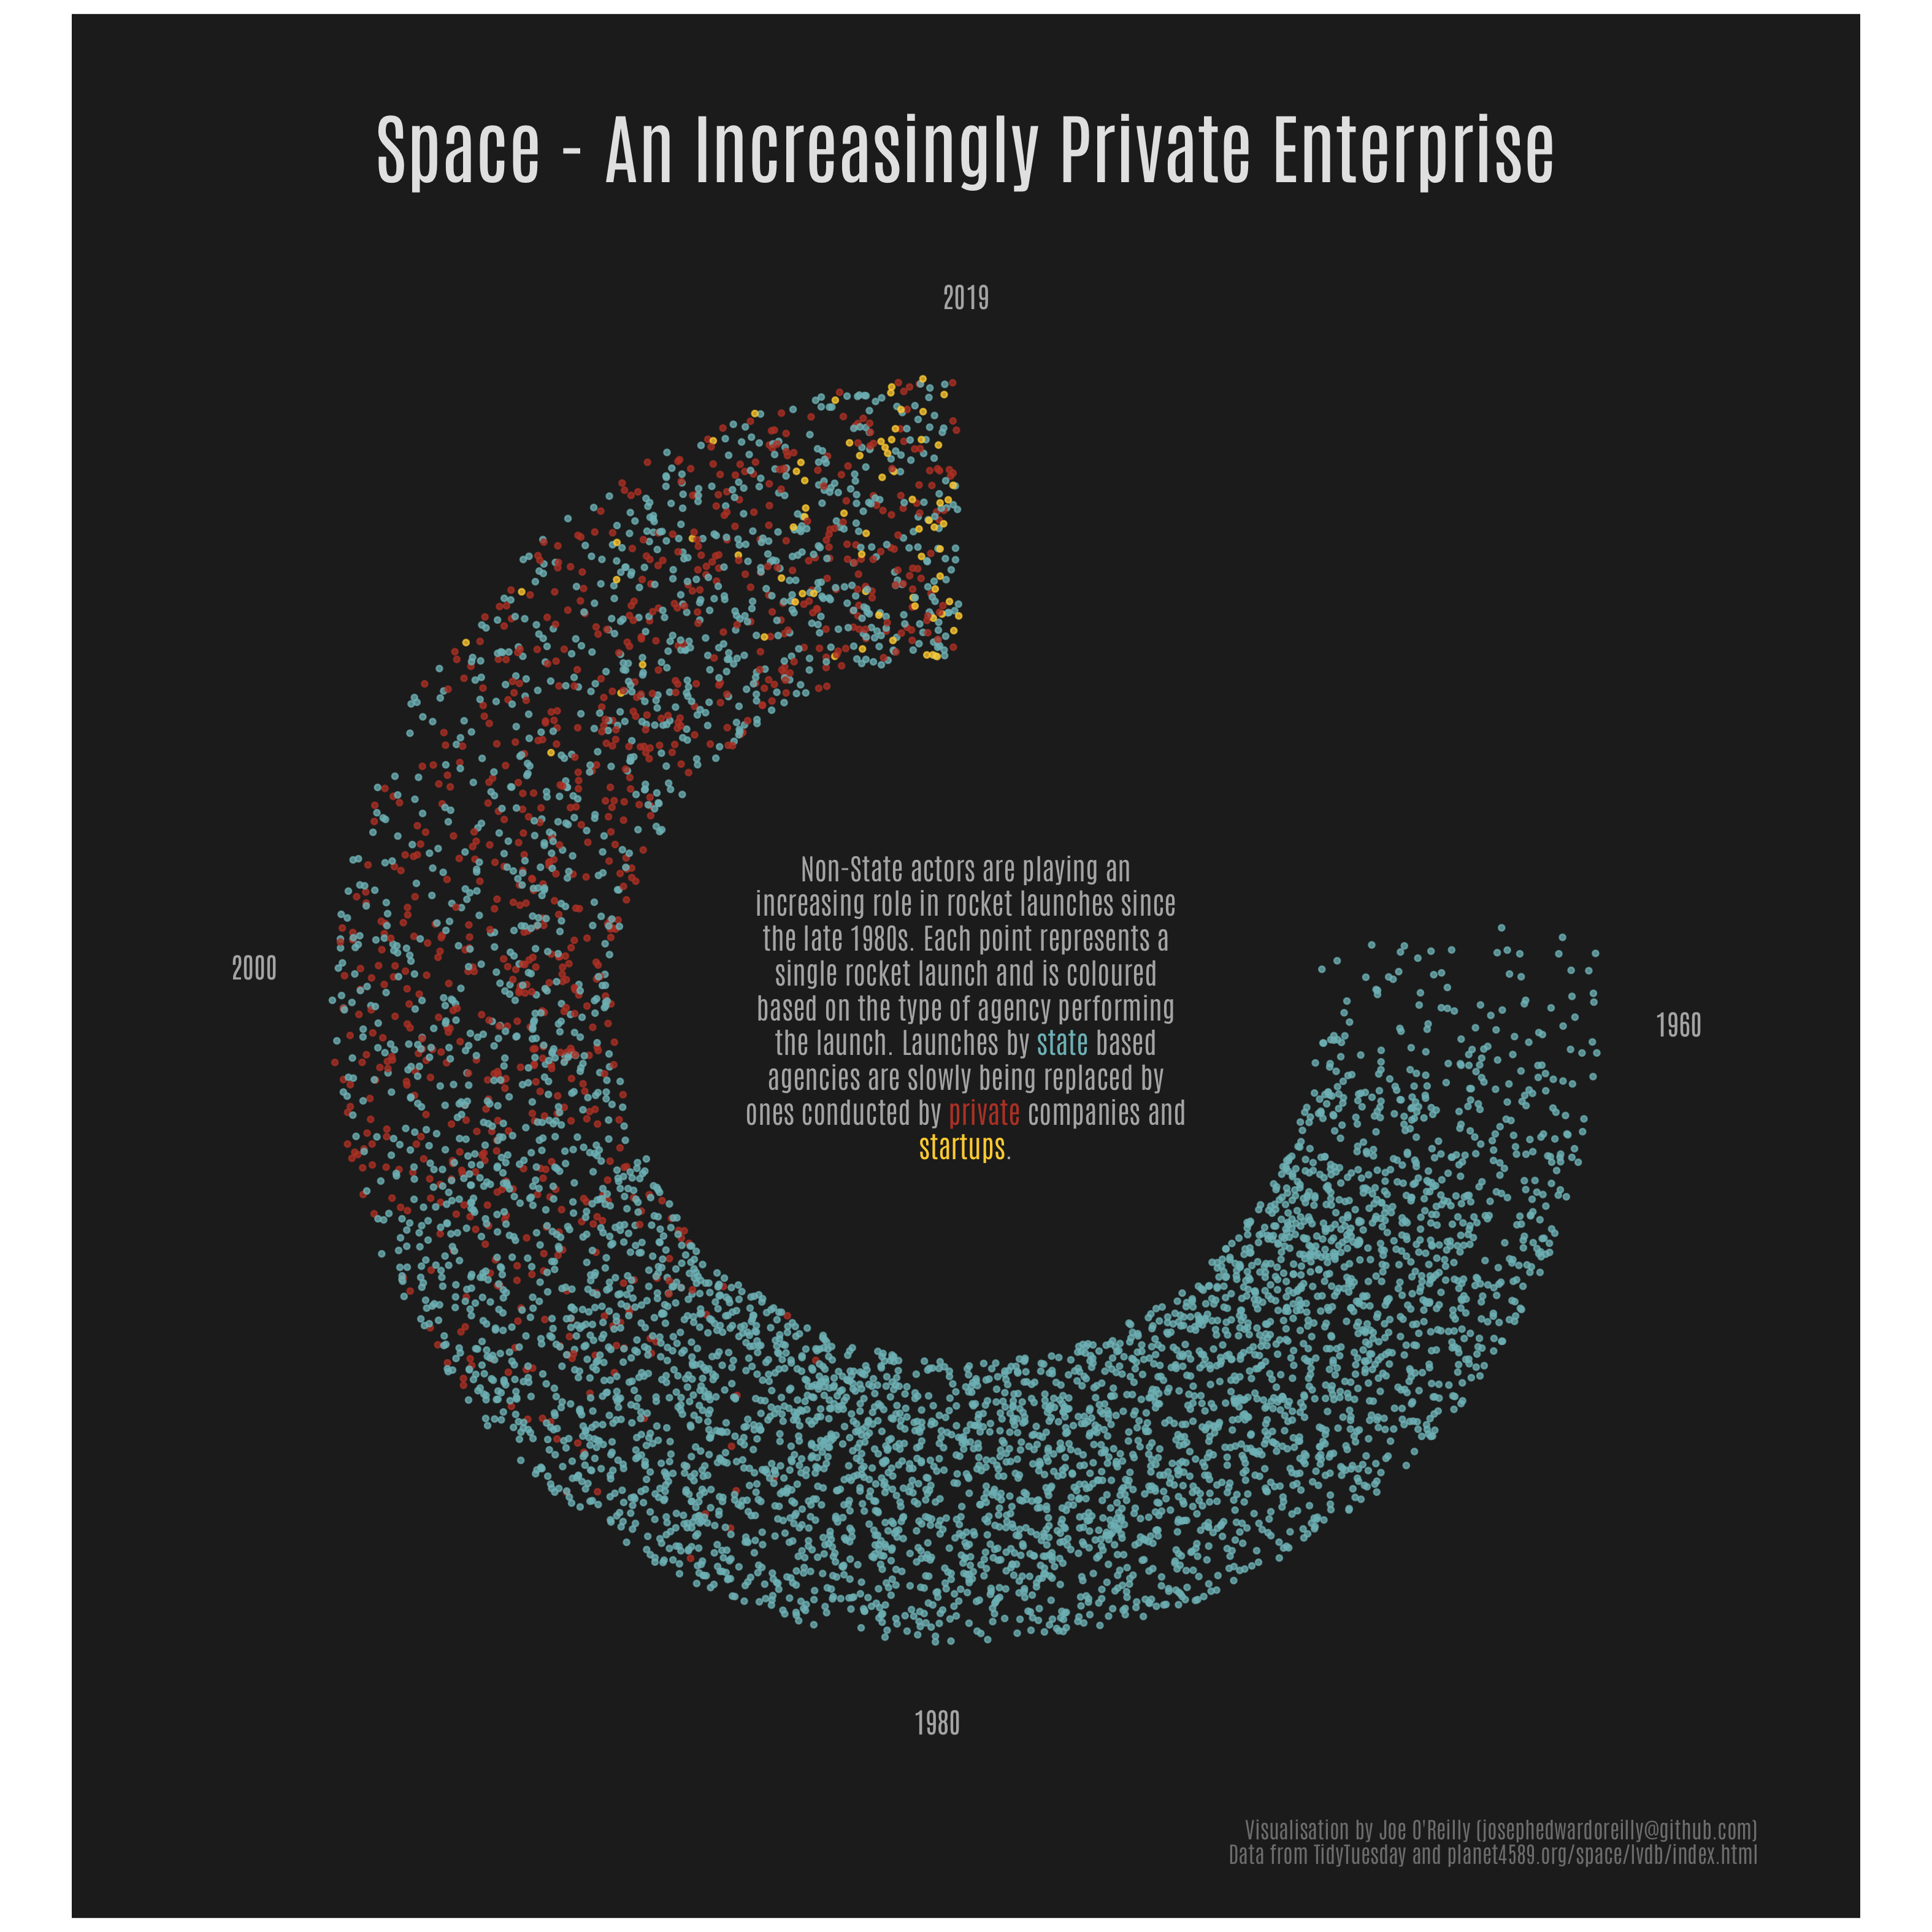 Space - An Increasingly Private Enterprise
2019
Non-State actors are playing an
increasing role in rocket launches since
the late 1980s. Each point represents a
single rocket launch and is coloured
based on the type of agency performing
the launch. Launches by state based
agencies are slowly being replaced by
ones conducted by private companies and
startups.
2000
1960
1980
Visualisation by Joe O'Reilly (josephedwardoreilly@github.com)
Data from TidyTuesday and planet4589.org/space/lvdb/index.html